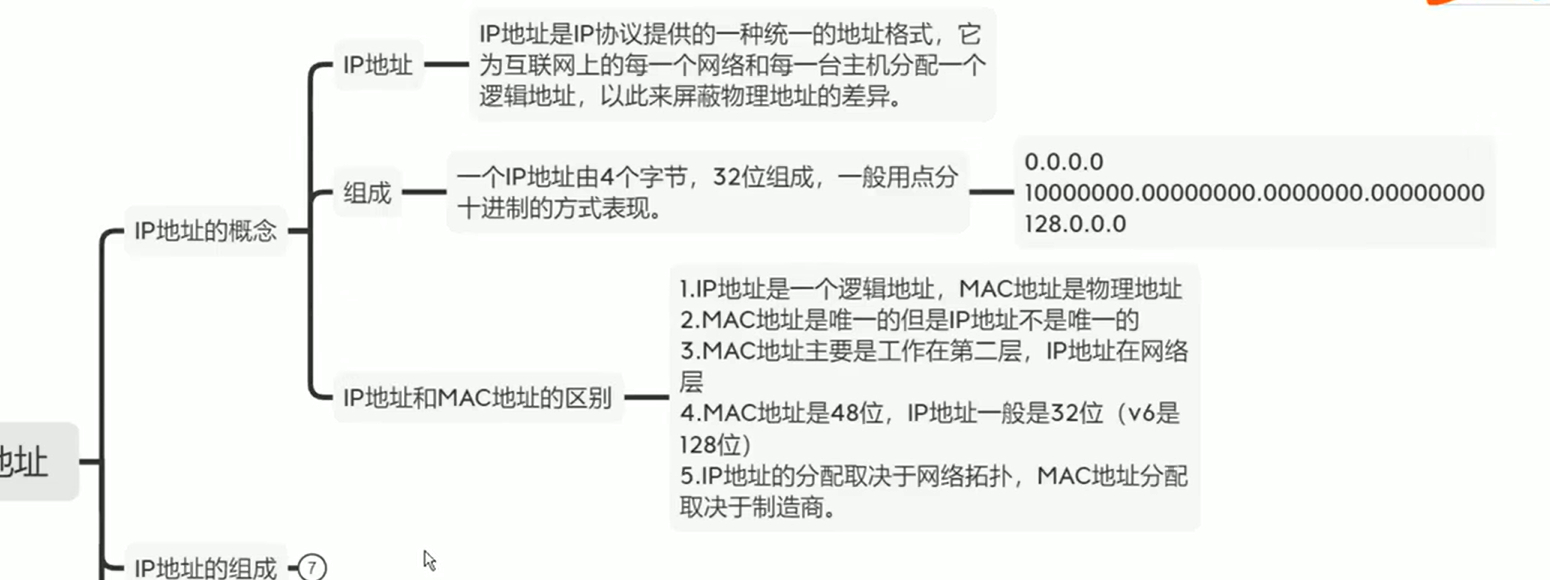 IP地址是IP协议提供的一种统一的地址格式，它
为互联网上的每一个网络和每一台主机分配一个
逻辑地址，以此来屏蔽物理地址的差异。
IP地址
一个IP地址由4个字节，32位组成，一般用点分
十进制的方式表现。
组成
0.0.0.0
10000000.00000000.0000000.00000000
128.0.0.0
IP地址的概念
1.IP地址是一个逻辑地址，MAC地址是物理地址
2.MAC地址是唯一的但是IP地址不是唯一的
3.MAC地址主要是工作在第二层，IP地址在网络
层
IP地址和MAC地址的区别
4.MAC地址是48位，IP地址一般是32位（v6是
128位）
5.IP地址的分配取决于网络拓扑，MAC地址分配
取决于制造商。
地址
IP地址的组成
7